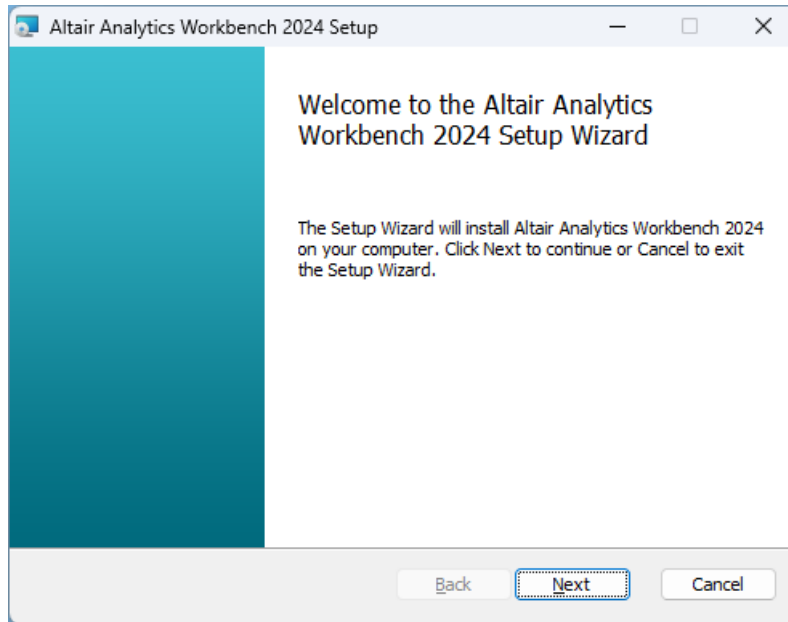 Altair Analytics Workbench 2024 Setup
Welcome to the Altair Analytics
Workbench 2024 Setup Wizard
The Setup Wizard will install Altair Analytics Workbench 2024
on your computer. Click Next to continue or Cancel to exit
the Setup Wizard.
Back Next Cancel